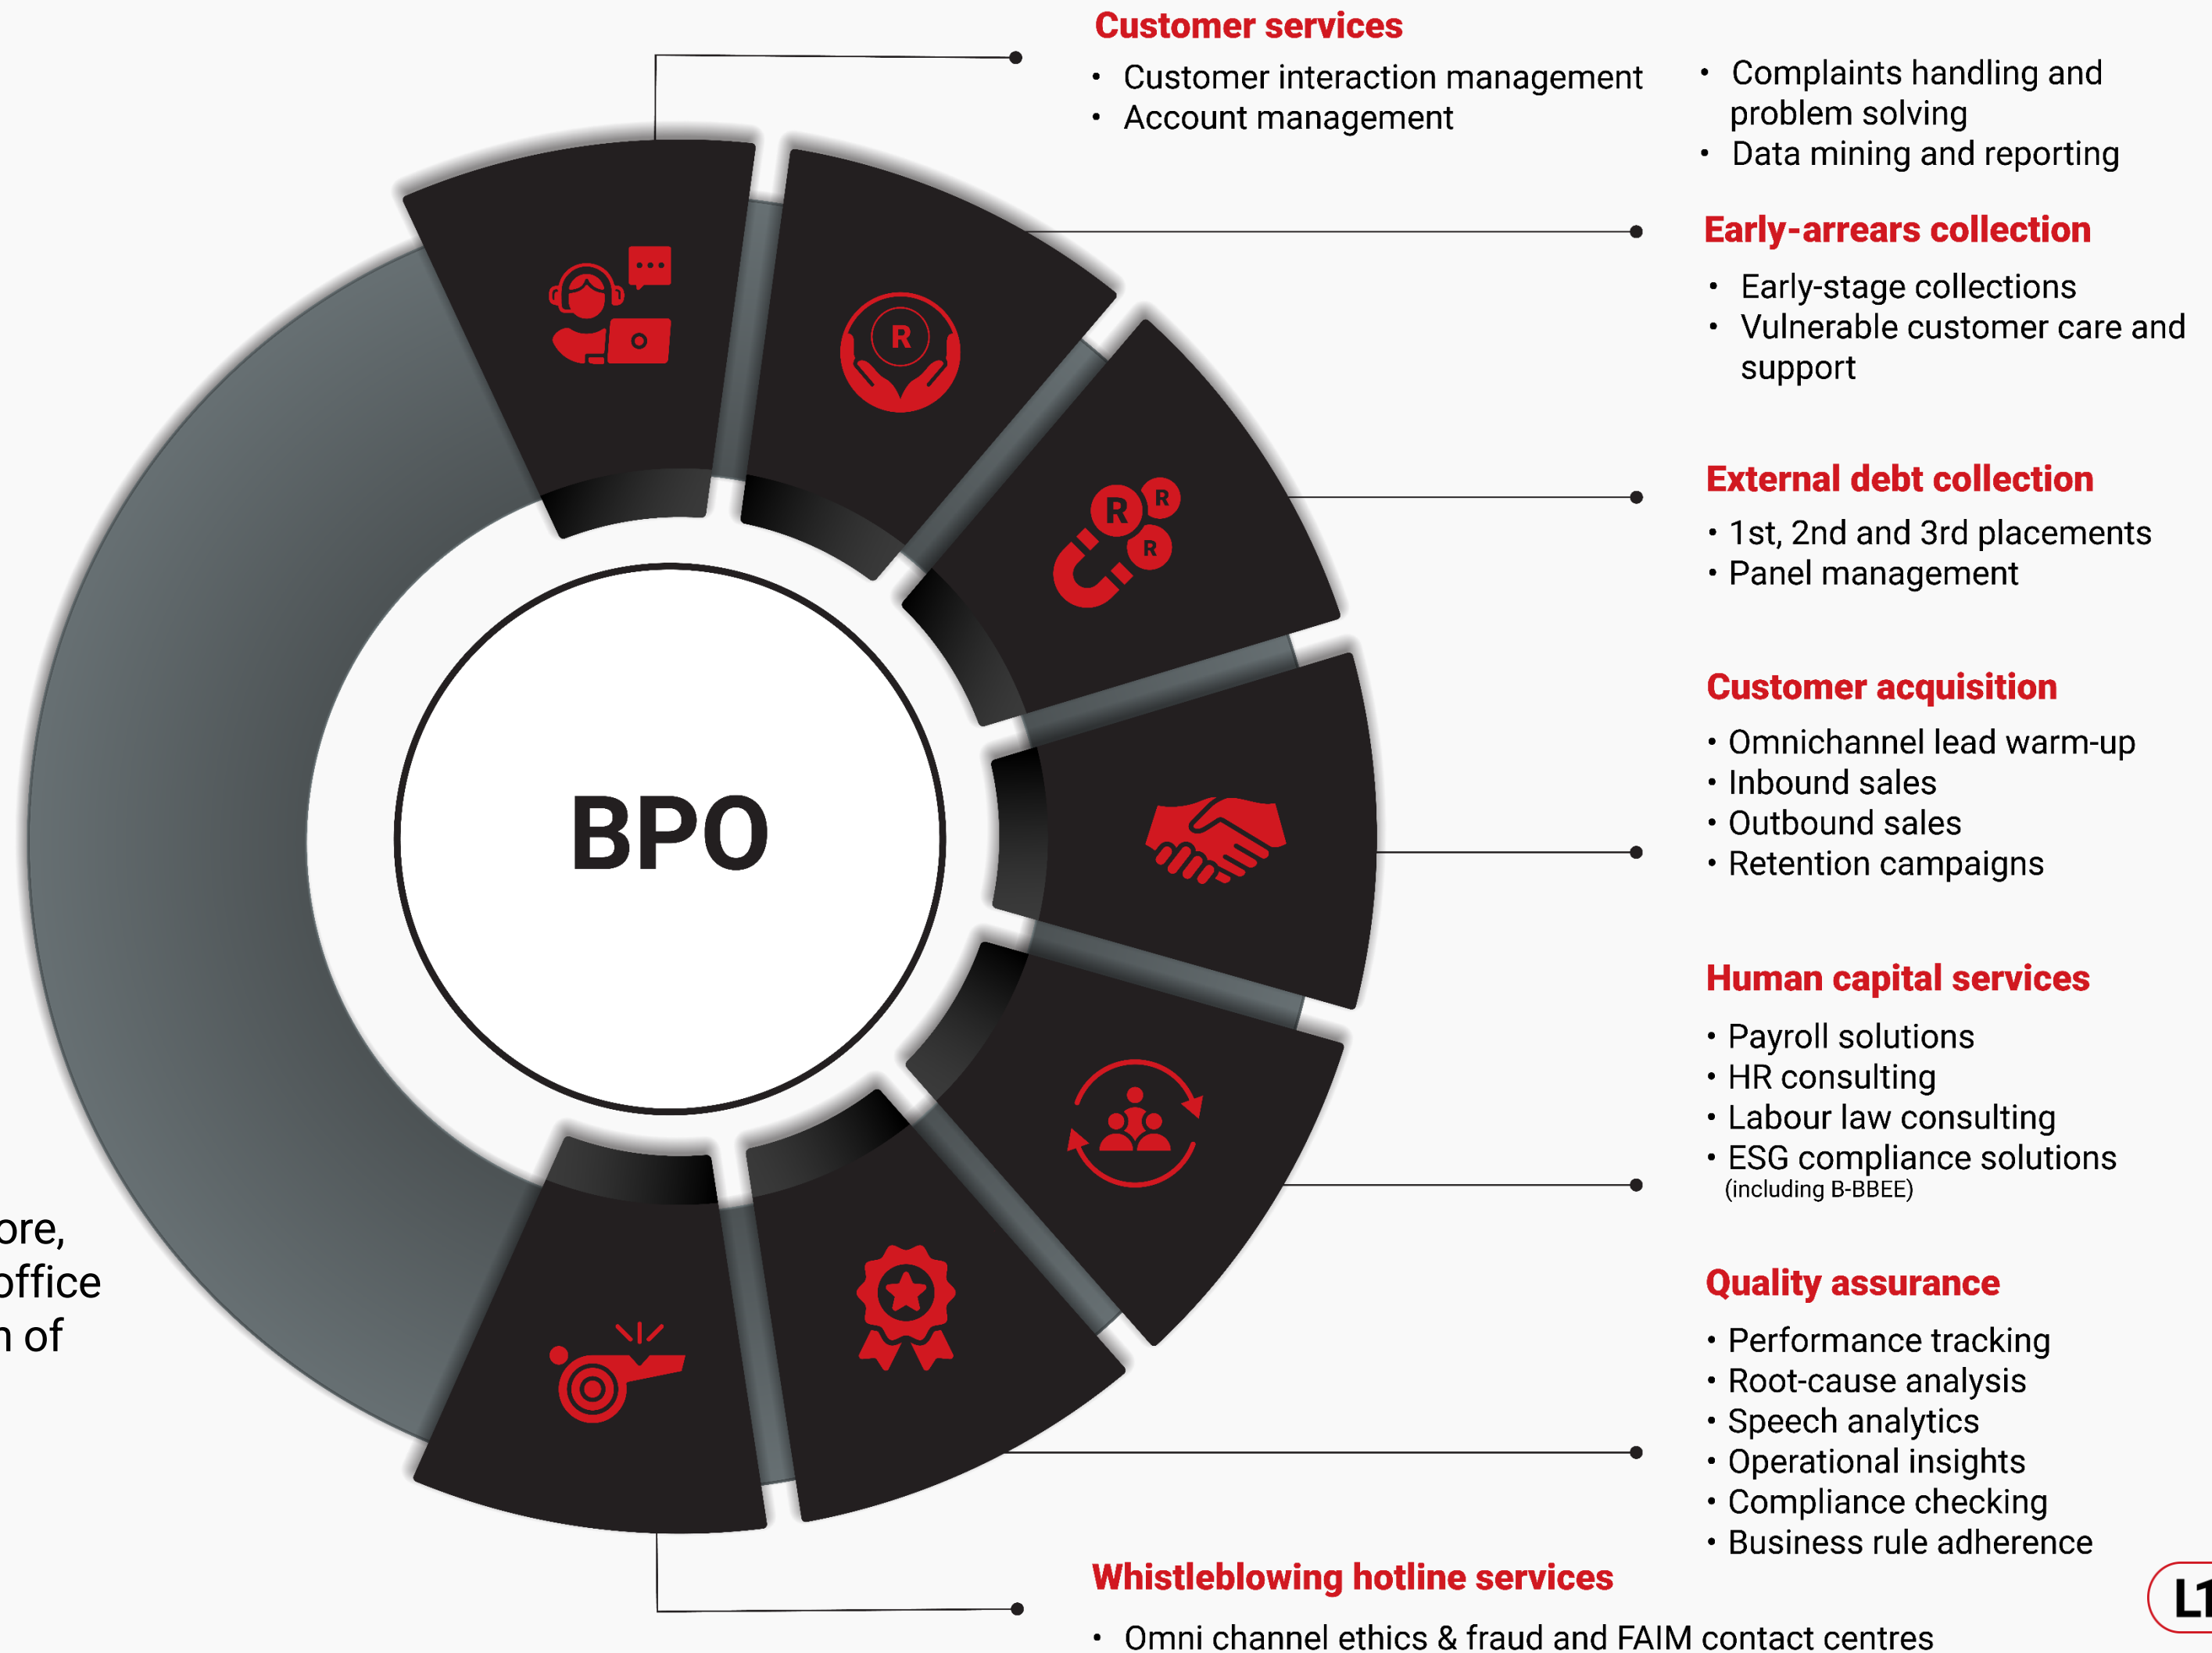 Customer services
• Customer interaction management
• Account management
• Complaints handling and
problem solving
• Data mining and reporting
Early-arrears collection
• Early-stage collections
• Vulnerable customer care and
support
External debt collection
• 1st, 2nd and 3rd placements
• Panel management
Customer acquisition
• Omnichannel lead warm-up
• Inbound sales
• Outbound sales
• Retention campaigns
Human capital services
• Payroll solutions
• HR consulting
• Labour law consulting
• ESG compliance solutions
(including B-BBEE)
Quality assurance
• Performance tracking
• Root-cause analysis
• Speech analytics
• Operational insights
• Compliance checking
• Business rule adherence
Whistleblowing hotline services
• Omni channel ethics & fraud and FAIM contact centres
BPO
R
R
R
R
office
of